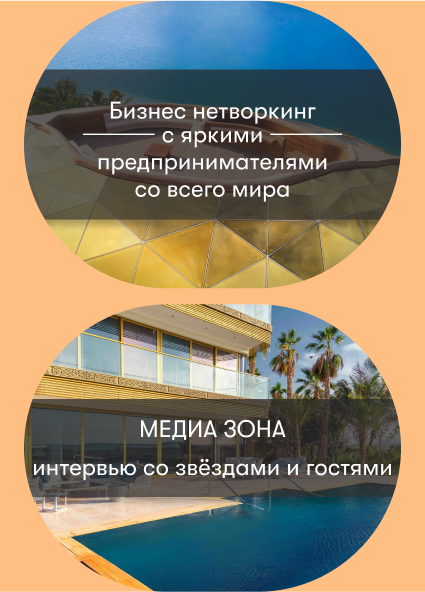 Бизнес нетворкинг
с яркими
предпринимателями
со всего мира
МЕДИА ЗОНА
интервью со звёздами и гостями